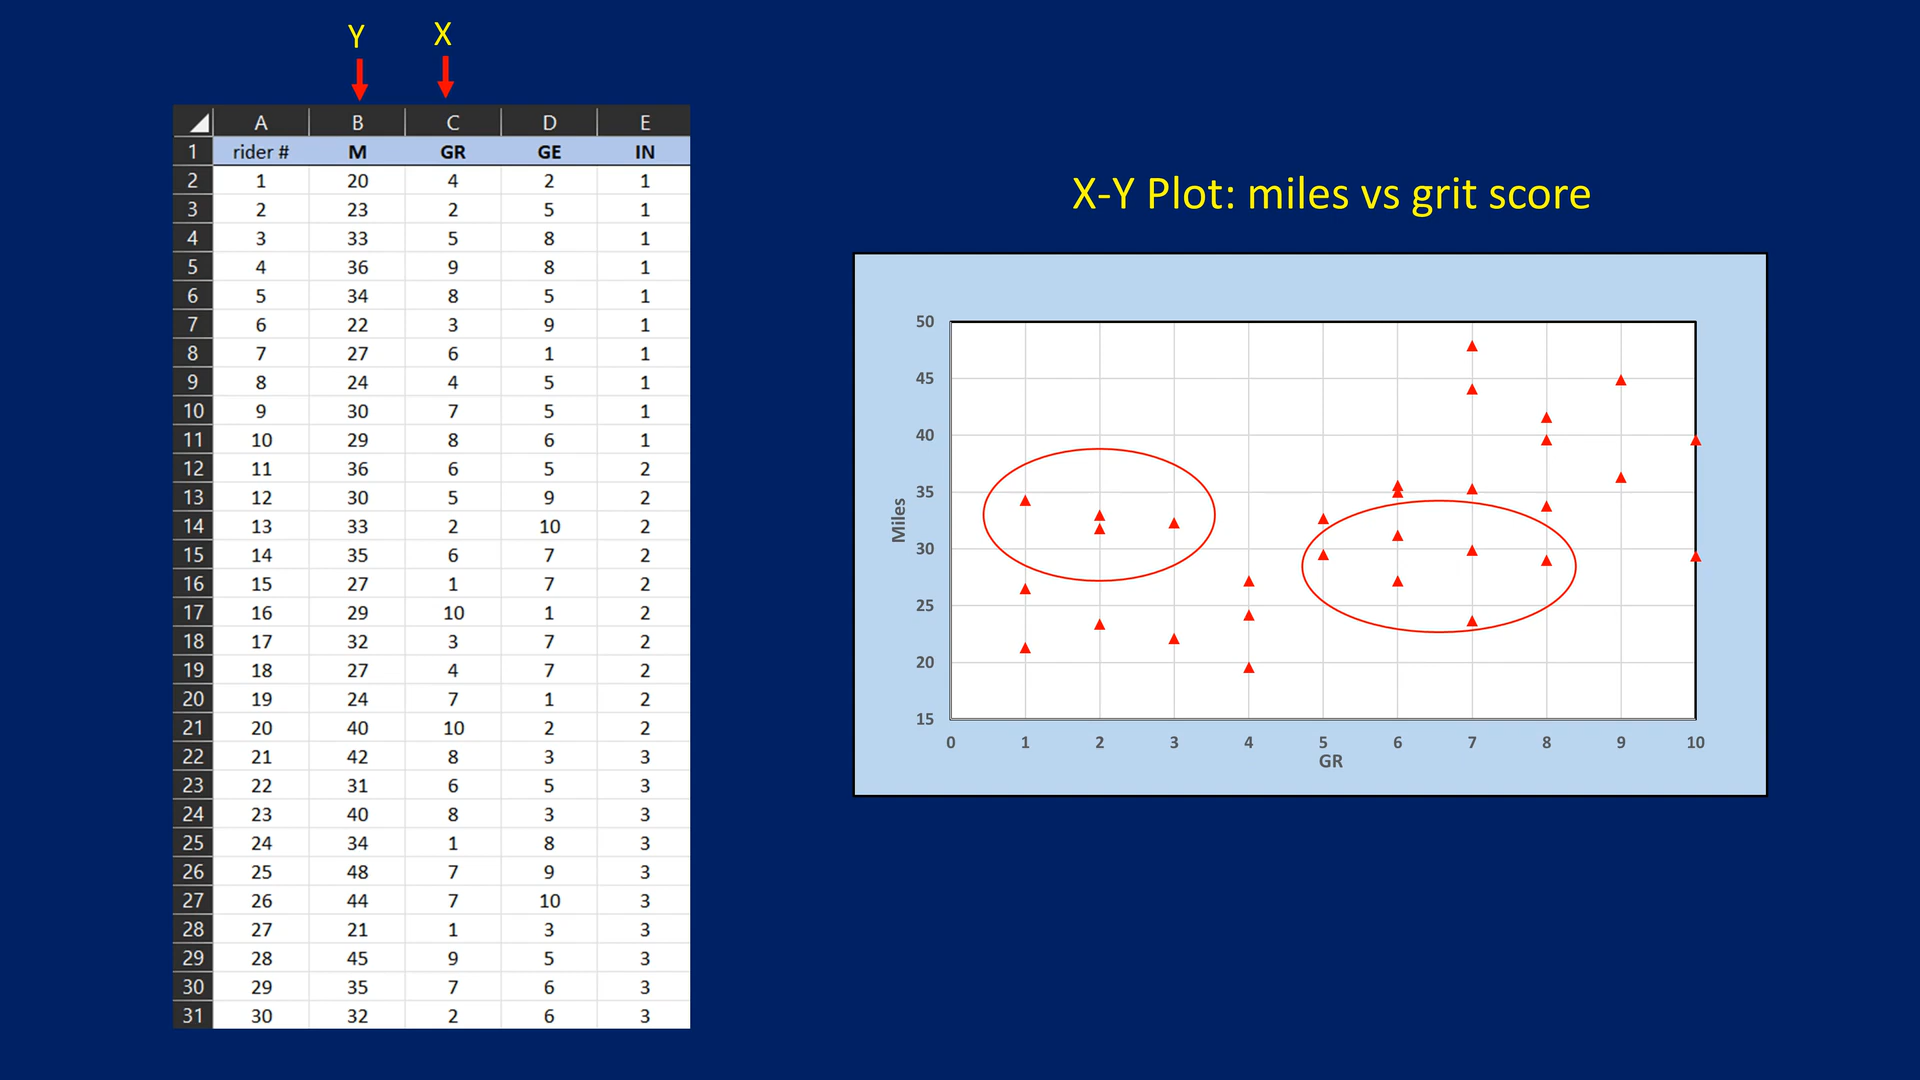 Y X
A B C D E
1 rider # M GR GE IN
2 1 20 4 2 1
3 2 23 2 5 1
4 3 33 5 8 1
5 4 36 9 8 1
6 5 34 8 5 1
7 6 22 3 9 1
8 7 27 6 1 1
9 8 24 4 5 1
10 9 30 7 5 1
11 10 29 8 6 1
12 11 36 6 5 2
13 12 30 5 9 2
14 13 33 2 10 2
15 14 35 6 7 2
16 15 27 1 7 2
17 16 29 10 1 2
18 17 32 3 7 2
19 18 27 4 7 2
20 19 24 7 1 2
21 20 40 10 2 2
22 21 42 8 3 3
23 22 31 6 5 3
24 23 40 8 3 3
25 24 34 1 8 3
26 25 48 7 9 3
27 26 44 7 10 3
28 27 21 1 3 3
29 28 45 9 5 3
30 29 35 7 6 3
31 30 32 2 6 3
X-Y Plot: miles vs grit score
50
45
40
35
30
25
20
15
Miles
0 1 2 3 4 5 6 7 8 9 10
GR